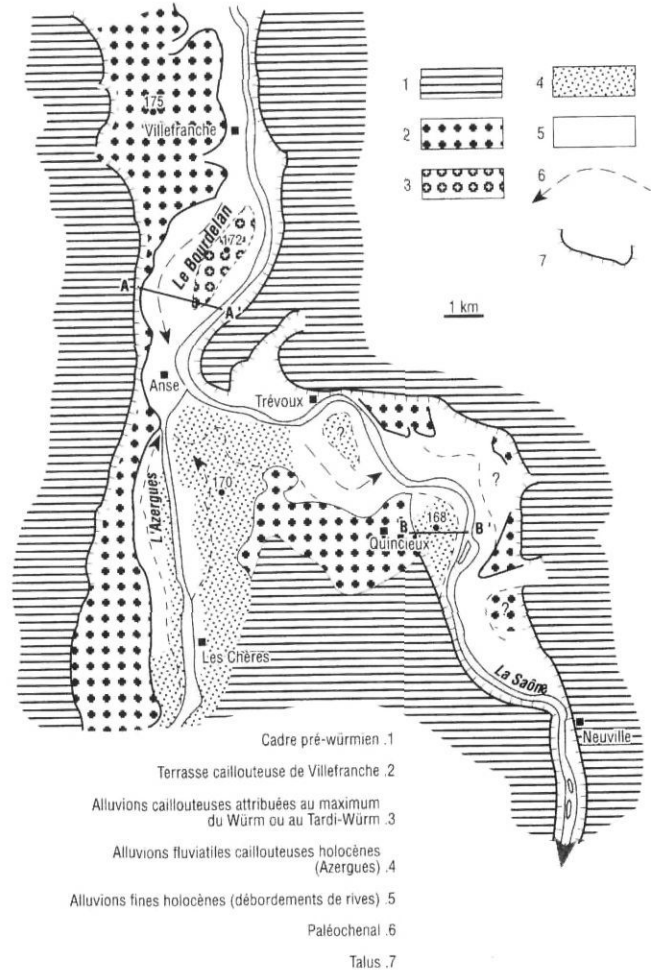 175
Villefranche
Le Bourdelan
172
A
A'
Anse
Trévoux
?
L'Azergues
170
?
B
168
B'
Quincieux
?
Les Chères
La Saône
Neuville
1
2
3
4
5
6
7
1 km
Cadre pré-würmien .1
Terrasse caillouteuse de Villefranche .2
Alluvions caillouteuses attribuées au maximum
du Würm ou au Tardi-Würm .3
Alluvions fluviatiles caillouteuses holocènes
(Azergues) .4
Alluvions fines holocènes (débordements de rives) .5
Paléochenal .6
Talus .7